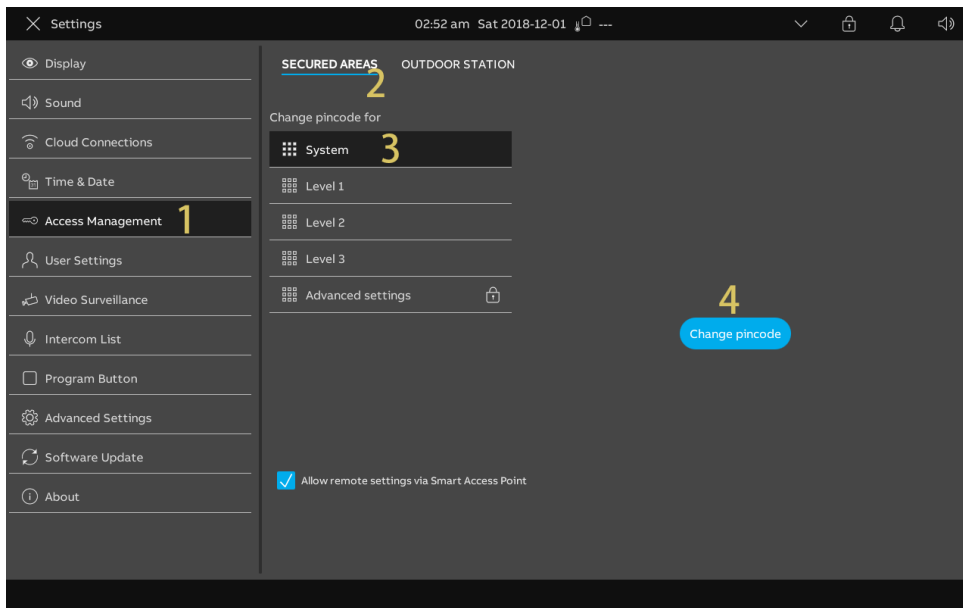 Settings
02:52 am Sat 2018-12-01 ---
Display
Sound
Cloud Connections
Time & Date
Access Management 1
User Settings
Video Surveillance
Intercom List
Program Button
Advanced Settings
Software Update
About
SECURED AREAS OUTDOOR STATION
2
Change pincode for
System 3
Level 1
Level 2
Level 3
Advanced settings
4
Change pincode
Allow remote settings via Smart Access Point